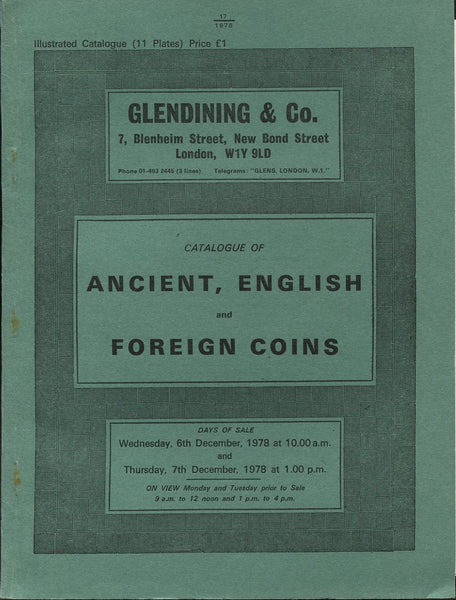 17
1978
Illustrated Catalogue (11 Plates) Price £1
GLENDINING & Co.
7, Blenheim Street, New Bond Street
London, W1Y 9LD
Phone 01-493 2445 (3 lines) Telegrams: "GLENS, LONDON, W.1."
CATALOGUE OF
ANCIENT, ENGLISH
and
FOREIGN COINS
DAYS OF SALE
Wednesday, 6th December, 1978 at 10.00 a.m.
and
Thursday, 7th December, 1978 at 1.00 p.m.
ON VIEW Monday and Tuesday prior to Sale
9 a.m. to 12 noon and 1 p.m. to 4 p.m.